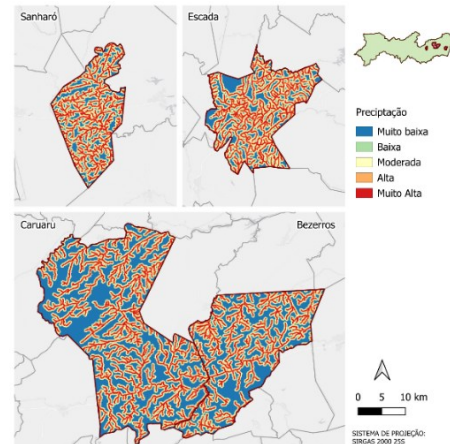 Sanharó
Escada
Precipitação
Muito baixa
Baixa
Moderada
Alta
Muito Alta
Caruaru
Bezerros
0 5 10 km
SISTEMA DE PROJEÇÃO:
SIRGAS 2000 25S